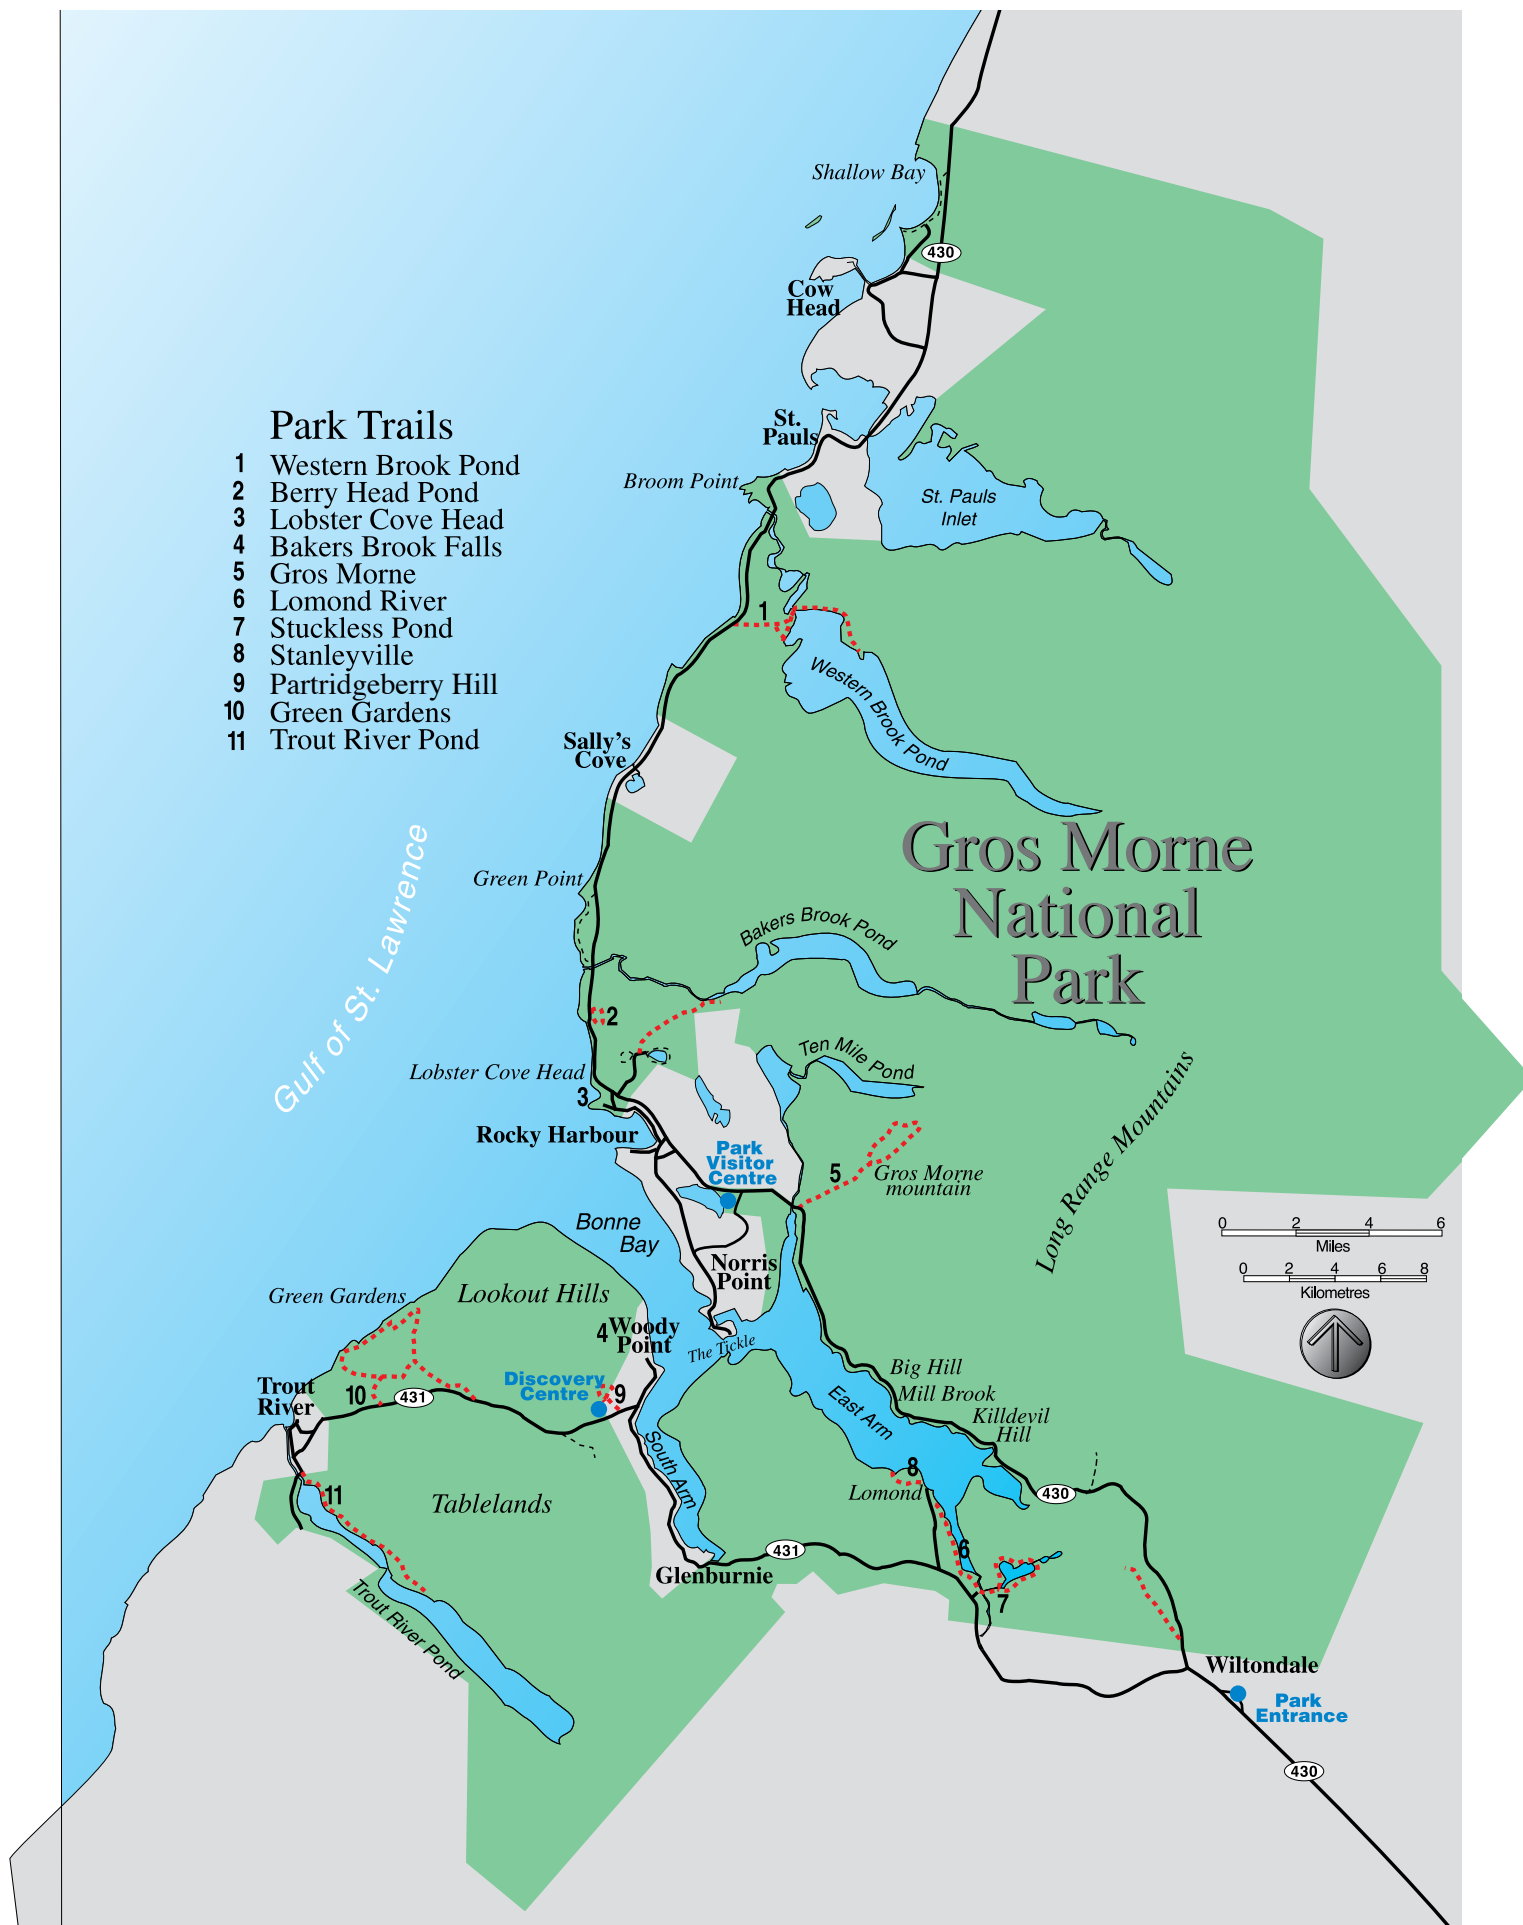 Shallow Bay
430
Cow
Head
St.
Pauls
Park Trails
1 Western Brook Pond
2 Berry Head Pond
3 Lobster Cove Head
4 Bakers Brook Falls
5 Gros Morne
6 Lomond River
7 Stuckless Pond
8 Stanleyville
9 Partridgeberry Hill
10 Green Gardens
11 Trout River Pond
Broom Point
St. Pauls
Inlet
1
Western Brook Pond
Sally's
Cove
Gulf of St. Lawrence
Gros Morne
National
Park
Green Point
Bakers Brook Pond
2
Ten Mile Pond
Lobster Cove Head
3
Rocky Harbour
Park
Visitor
Centre
5
Gros Morne
mountain
Long Range Mountains
0 2 4 6
Miles
0 2 4 6 8
Kilometres
Bonne
Bay
Norris
Point
Green Gardens
Lookout Hills
4
Woody
Point
The Tickle
Big Hill
Mill Brook
Killdevil
Hill
East Arm
Discovery
Centre
9
Trout
River
10
431
South Arm
8
Lomond
430
11
Tablelands
431
6
Glenburnie
7
Trout River Pond
Wiltondale
Park
Entrance
430